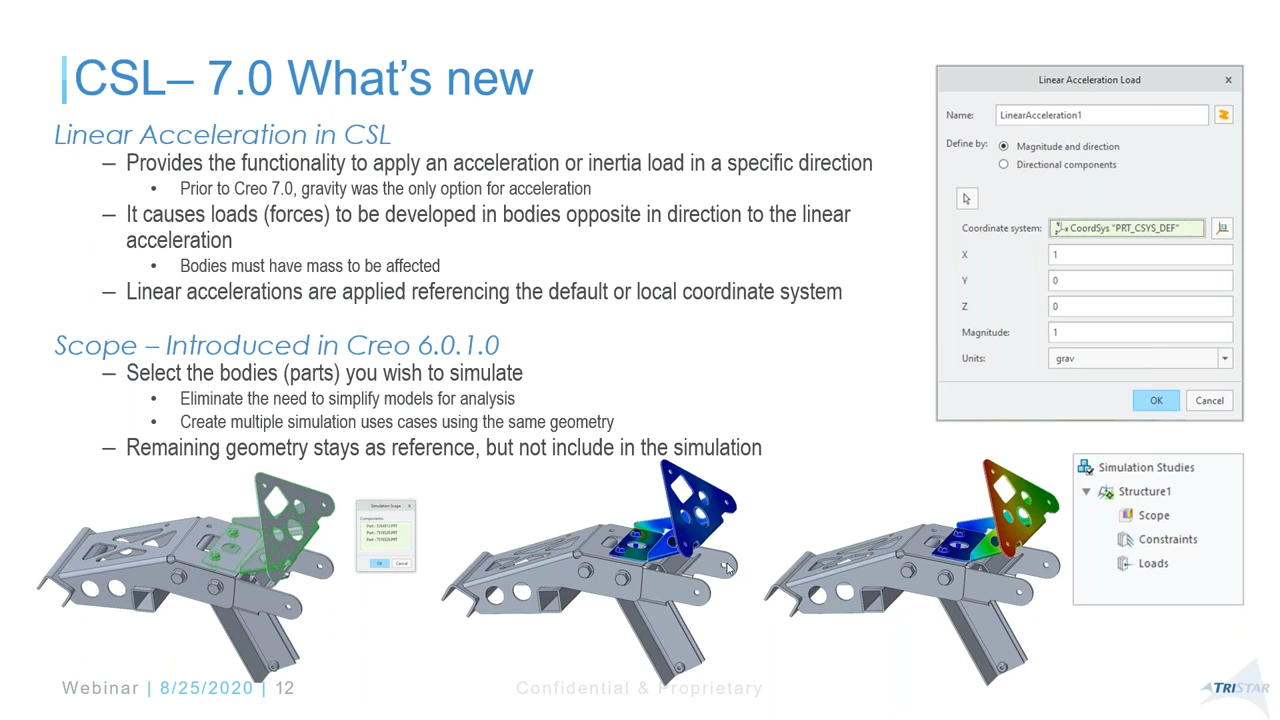 CSL– 7.0 What's new
Linear Acceleration in CSL
– Provides the functionality to apply an acceleration or inertia load in a specific direction
• Prior to Creo 7.0, gravity was the only option for acceleration
– It causes loads (forces) to be developed in bodies opposite in direction to the linear
acceleration
• Bodies must have mass to be affected
– Linear accelerations are applied referencing the default or local coordinate system
Scope – Introduced in Creo 6.0.1.0
– Select the bodies (parts) you wish to simulate
• Eliminate the need to simplify models for analysis
• Create multiple simulation uses cases using the same geometry
– Remaining geometry stays as reference, but not include in the simulation
Linear Acceleration Load
Name: LinearAcceleration1
Define by: Magnitude and direction
Directional components
Coordinate system: CoordSys "PRT_CSYS_DEF"
X 1
Y 0
Z 0
Magnitude: 1
Units: grav
OK Cancel
Simulation Scope
Components:
OK Cancel
Simulation Studies
Structure1
Scope
Constraints
Loads
Webinar | 8/25/2020 | 12
Confidential & Proprietary
TRISTAR